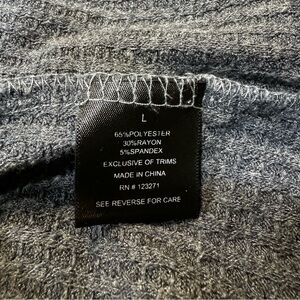 L
65%POLYESTER
30%RAYON
5%SPANDEX
EXCLUSIVE OF TRIMS
MADE IN CHINA
RN # 123271
SEE REVERSE FOR CARE